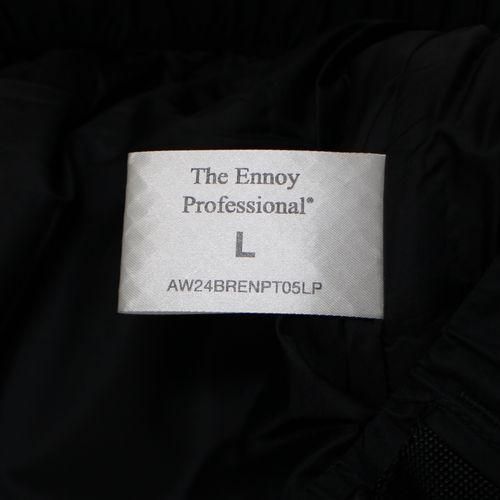 The Ennoy
Professional®
L
AW24BRENPT05LP